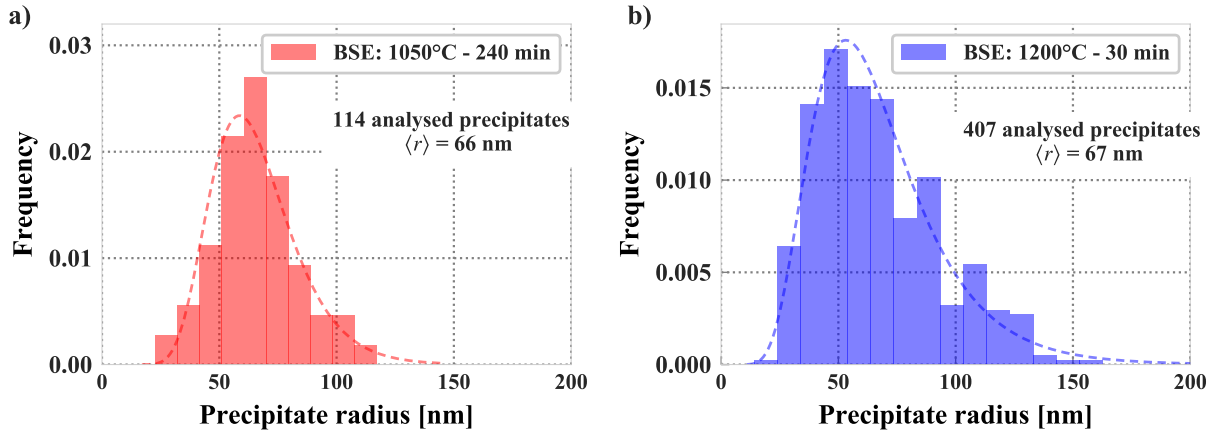 a)
BSE: 1050°C - 240 min
114 analysed precipitates
⟨r⟩ = 66 nm
Frequency
0.03
0.02
0.01
0.00
0 50 100 150 200
Precipitate radius [nm]
b)
BSE: 1200°C - 30 min
407 analysed precipitates
⟨r⟩ = 67 nm
Frequency
0.015
0.010
0.005
0.000
0 50 100 150 200
Precipitate radius [nm]